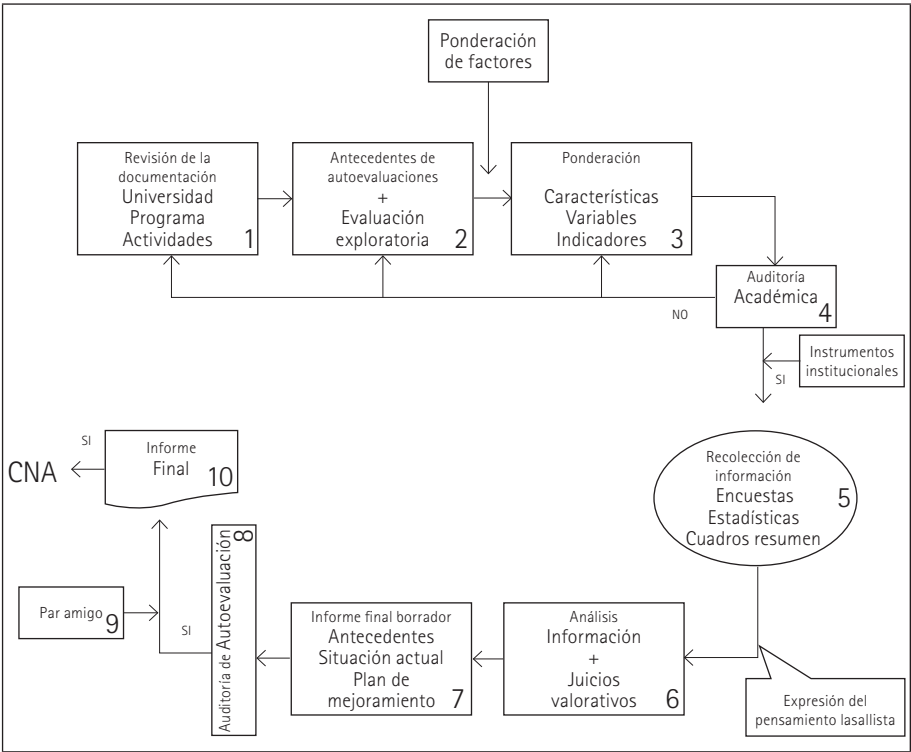 Ponderación
de factores
Revisión de la
documentación
Universidad
Programa
Actividades
1
Antecedentes de
autoevaluaciones
+
Evaluación
exploratoria
2
Ponderación
Características
Variables
Indicadores
3
Auditoría
Académica
4
NO
Instrumentos
institucionales
SI
Recolección de
información
Encuestas
Estadísticas
Cuadros resumen
5
Expresión del
pensamiento lasallista
Análisis
Información
+
Juicios
valorativos
6
Informe final borrador
Antecedentes
Situación actual
Plan de
mejoramiento
7
Auditoría de Autoevaluación
8
SI
Par amigo
9
Informe
Final
10
SI
CNA